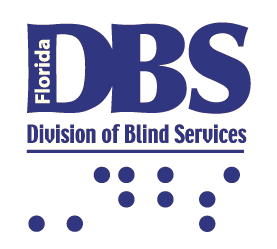 Florida
DBS
Division of Blind Services
⠠⠠⠙⠃⠎